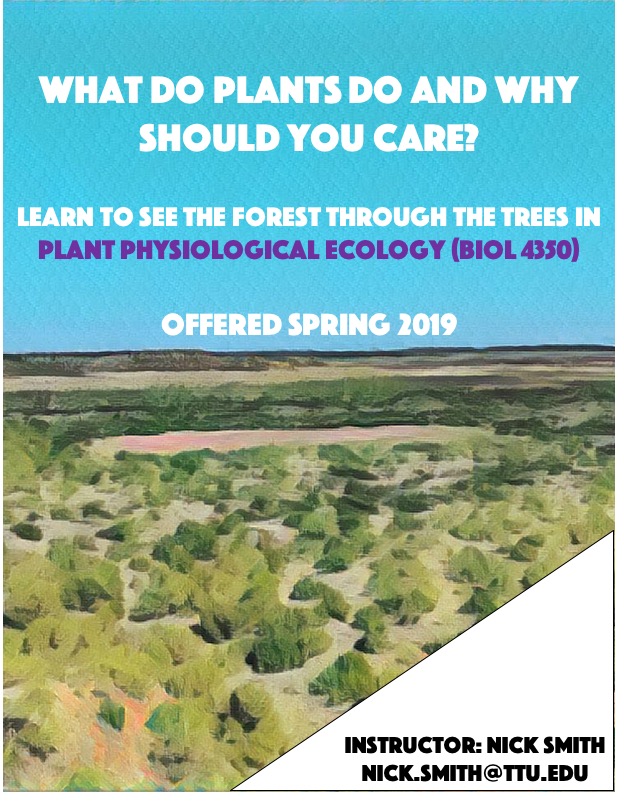 WHAT DO PLANTS DO AND WHY
SHOULD YOU CARE?
LEARN TO SEE THE FOREST THROUGH THE TREES IN
PLANT PHYSIOLOGICAL ECOLOGY (BIOL 4350)
OFFERED SPRING 2019
INSTRUCTOR: NICK SMITH
NICK.SMITH@TTU.EDU